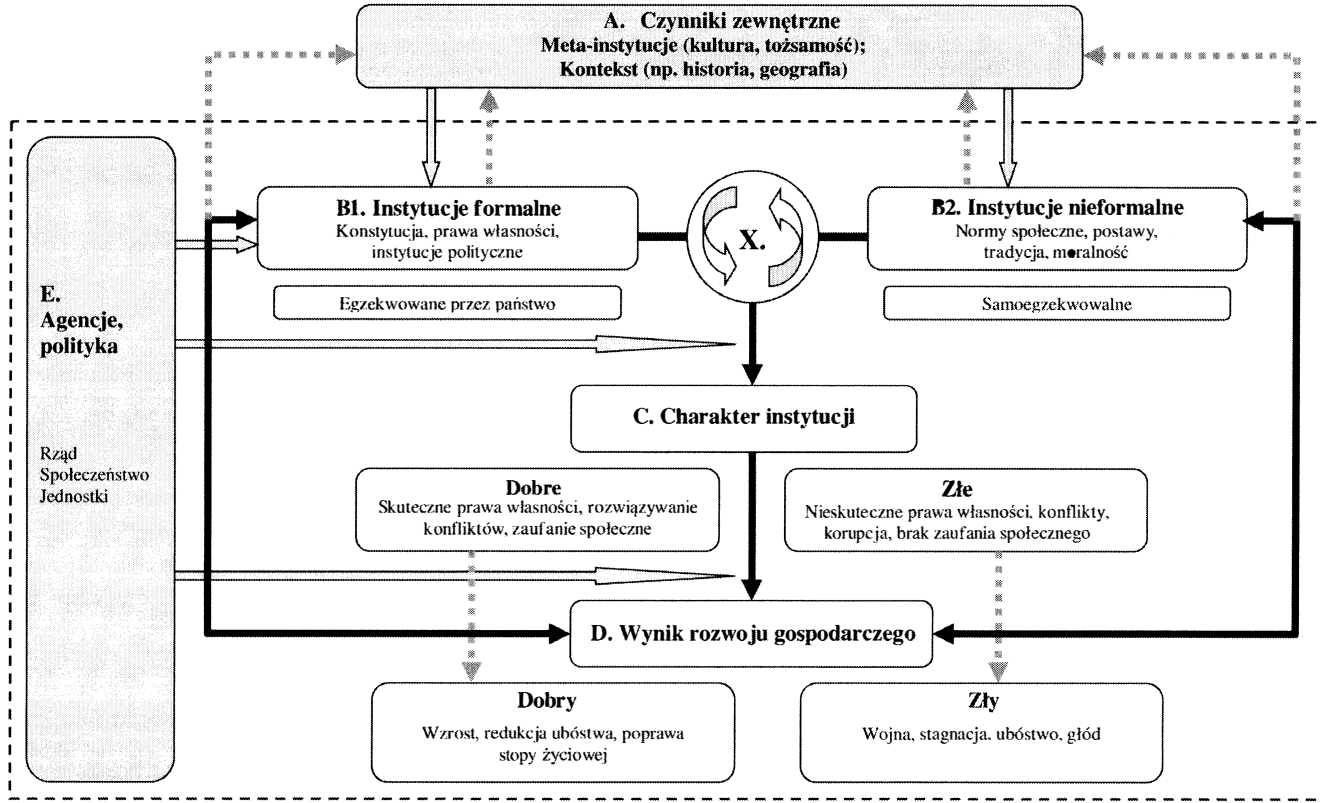 A. Czynniki zewnętrzne
Meta-instytucje (kultura, tożsamość);
Kontekst (np. historia, geografia)
B1. Instytucje formalne
Konstytucja, prawa własności,
instytucje polityczne
Egzekwowane przez państwo
X.
B2. Instytucje nieformalne
Normy społeczne, postawy,
tradycja, moralność
Samoegzekwowalne
E.
Agencje,
polityka
Rząd
Społeczeństwo
Jednostki
C. Charakter instytucji
Dobre
Skuteczne prawa własności, rozwiązywanie
konfliktów, zaufanie społeczne
Złe
Nieskuteczne prawa własności, konflikty,
korupcja, brak zaufania społecznego
D. Wynik rozwoju gospodarczego
Dobry
Wzrost, redukcja ubóstwa, poprawa
stopy życiowej
Zły
Wojna, stagnacja, ubóstwo, głód